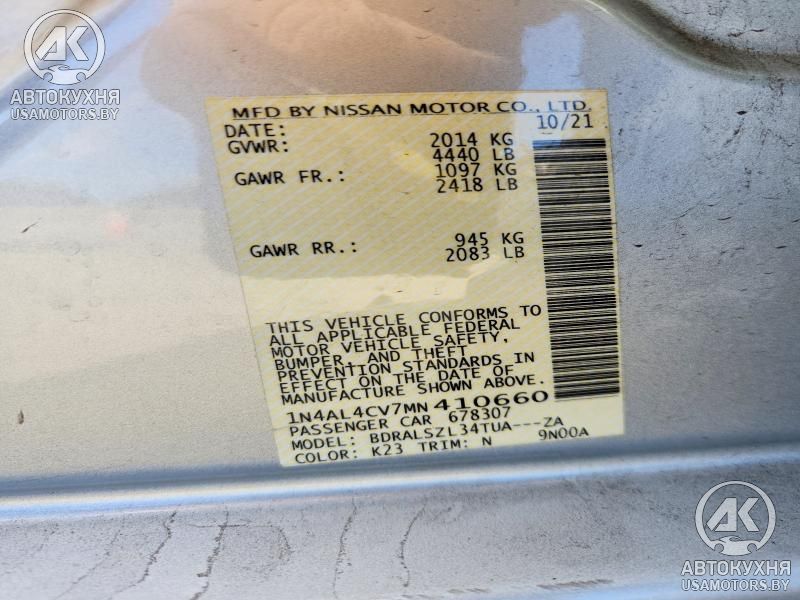 AK
АВТОКУХНЯ
USAMOTORS.BY
MFD BY NISSAN MOTOR CO., LTD.
DATE: 10/21
GVWR: 2014 KG
4440 LB
GAWR FR.: 1097 KG
2418 LB
GAWR RR.: 945 KG
2083 LB
THIS VEHICLE CONFORMS TO
ALL APPLICABLE FEDERAL
MOTOR VEHICLE SAFETY,
BUMPER, AND THEFT
PREVENTION STANDARDS IN
EFFECT ON THE DATE OF
MANUFACTURE SHOWN ABOVE.
1N4AL4CV7MN410660
PASSENGER CAR 678307
MODEL: BDRALSZL34TUA---ZA
COLOR: K23 TRIM: N 9N00A
AK
АВТОКУХНЯ
USAMOTORS.BY